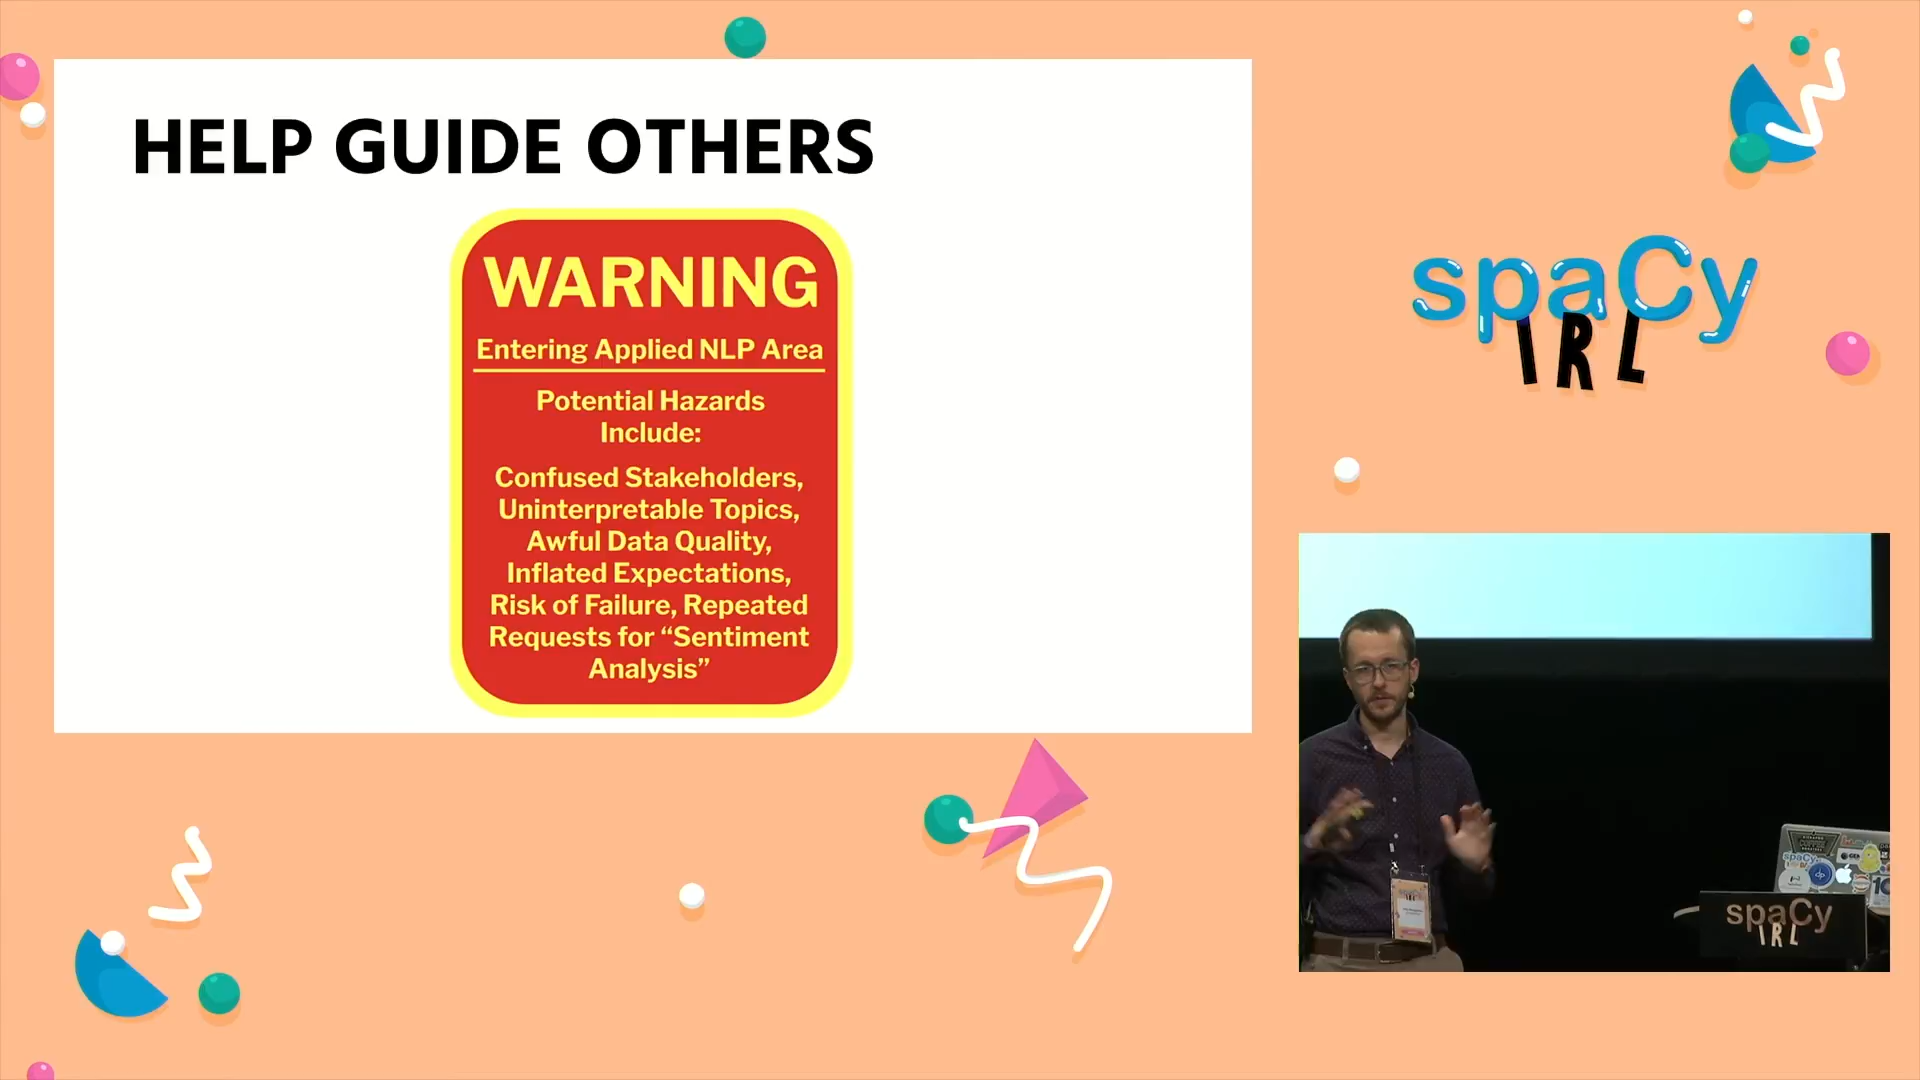 HELP GUIDE OTHERS
WARNING
Entering Applied NLP Area
Potential Hazards
Include:
Confused Stakeholders,
Uninterpretable Topics,
Awful Data Quality,
Inflated Expectations,
Risk of Failure, Repeated
Requests for “Sentiment
Analysis”
spaCy
IRL
spaCy
IRL